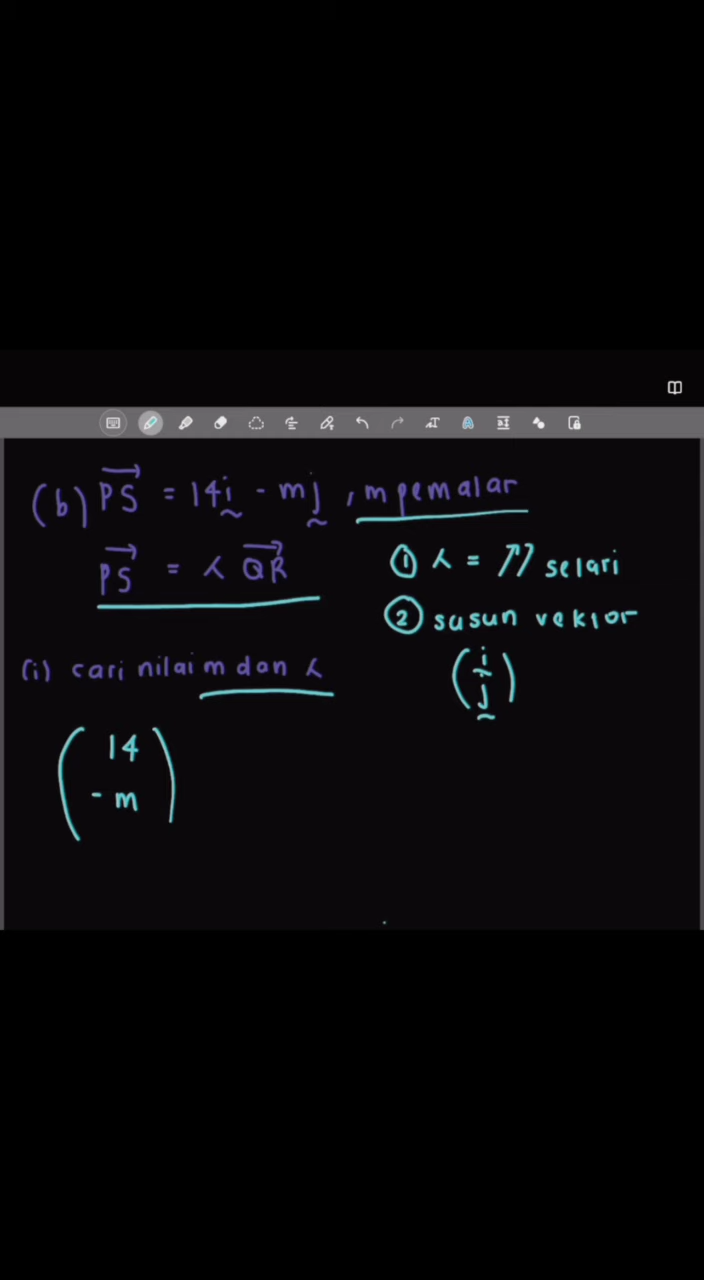 (b) PS = 14i - mj , m pemalar
PS = λ QR
① λ = ↗↗ selari
② susun vektor
(i) cari nilai m dan λ
(i
j)
(14
- m)